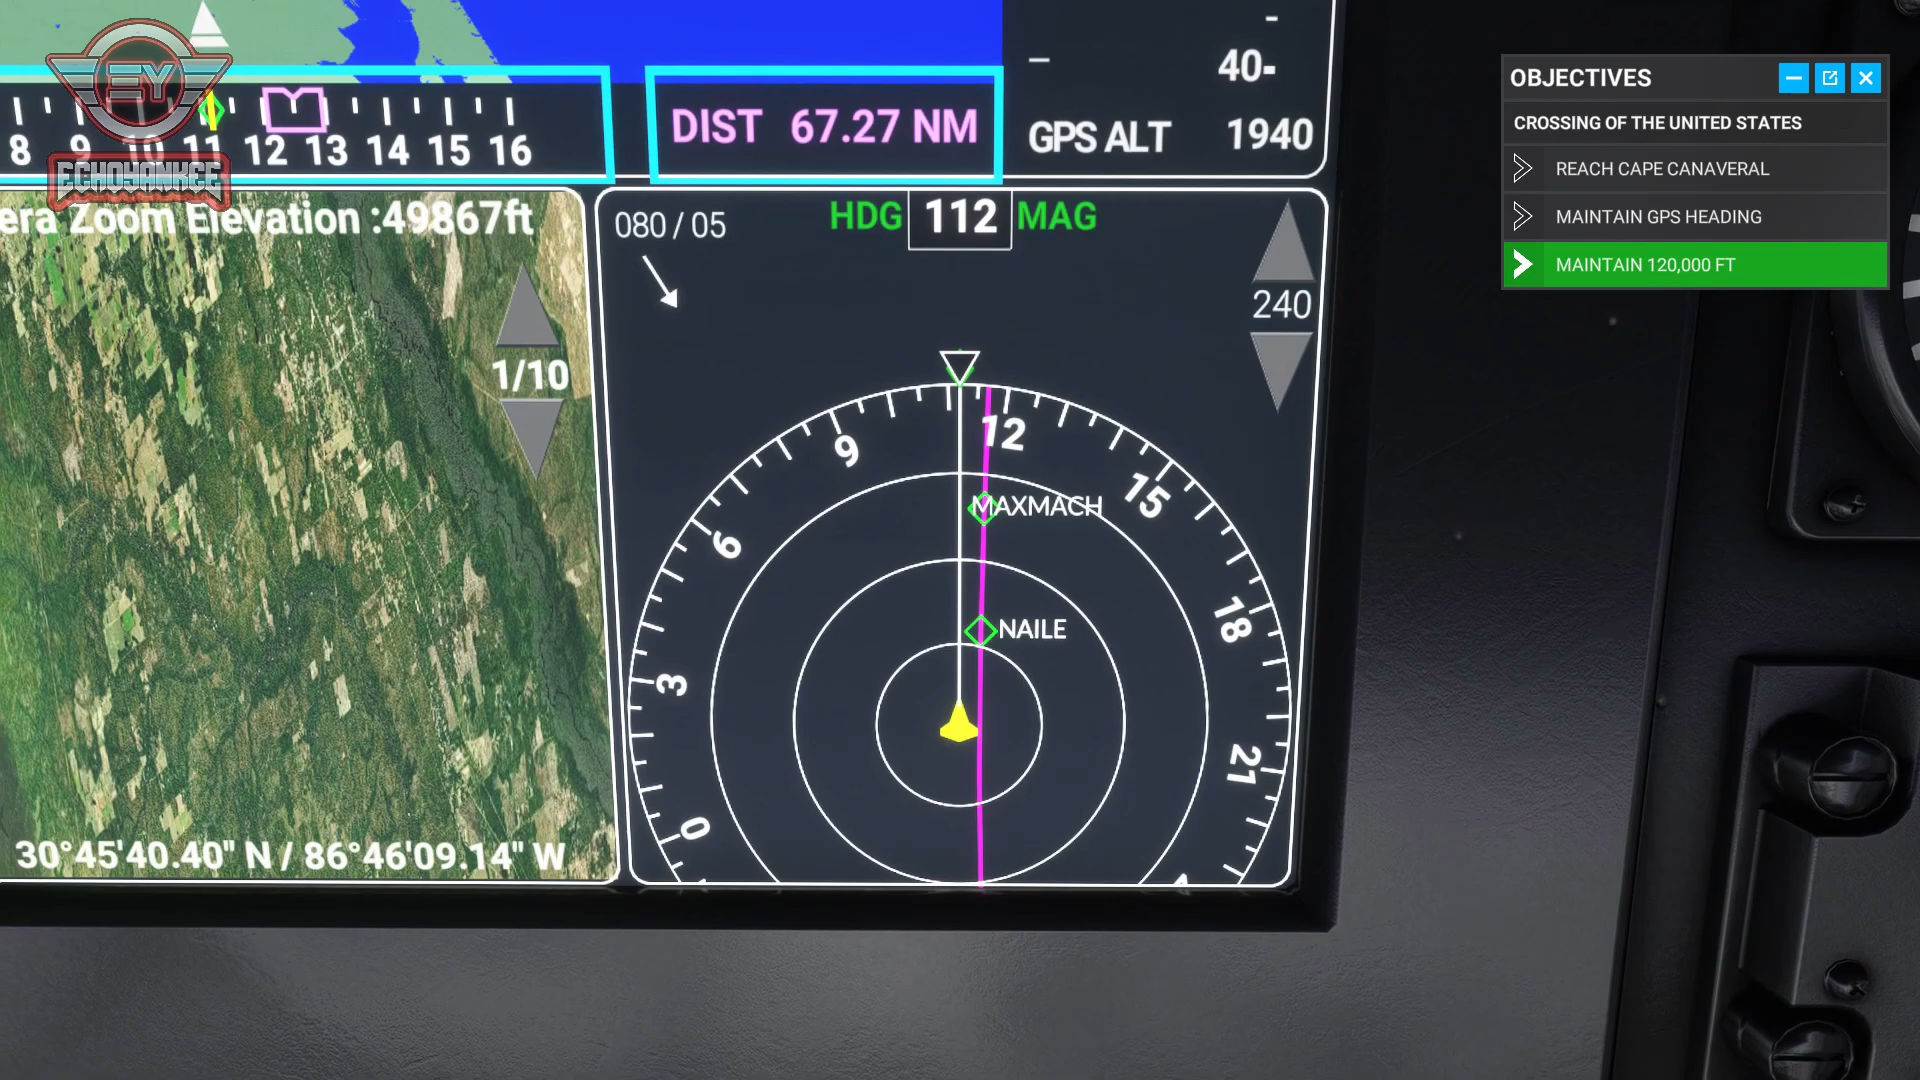 EY
ECHOYANKEE
8 9 10 11 12 13 14 15 16
DIST 67.27 NM
40-
GPS ALT 1940
era Zoom Elevation :49867ft
1/10
30°45'40.40" N / 86°46'09.14" W
080 / 05
HDG 112 MAG
240
0 3 6 9 12 15 18 21
MAXMACH
NAILE
OBJECTIVES
CROSSING OF THE UNITED STATES
REACH CAPE CANAVERAL
MAINTAIN GPS HEADING
MAINTAIN 120,000 FT